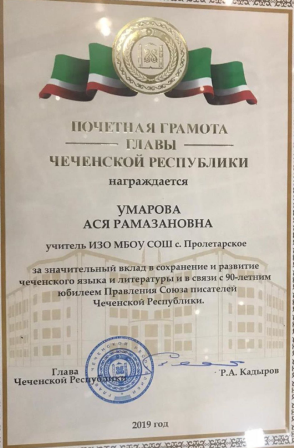 ПОЧЕТНАЯ ГРАМОТА
ГЛАВЫ
ЧЕЧЕНСКОЙ РЕСПУБЛИКИ
награждается
УМАРОВА
АСЯ РАМАЗАНОВНА
учитель ИЗО МБОУ СОШ с. Пролетарское
за значительный вклад в сохранение и развитие
чеченского языка и литературы и в связи с 90-летним
юбилеем Правления Союза писателей
Чеченской Республики.
Глава
Чеченской Республики
Р.А. Кадыров
2019 год